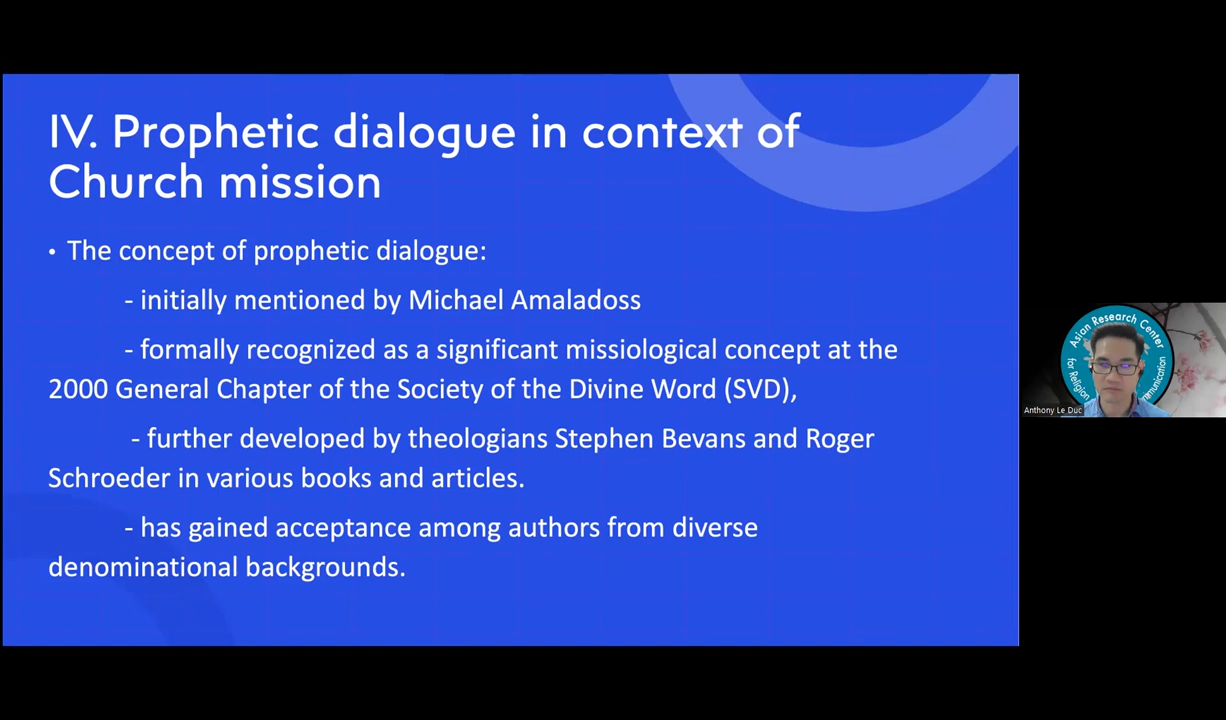 IV. Prophetic dialogue in context of
Church mission
• The concept of prophetic dialogue:
- initially mentioned by Michael Amaladoss
- formally recognized as a significant missiological concept at the
2000 General Chapter of the Society of the Divine Word (SVD),
- further developed by theologians Stephen Bevans and Roger
Schroeder in various books and articles.
- has gained acceptance among authors from diverse
denominational backgrounds.
Asian Research Center
for Religion
Anthony Le Duc